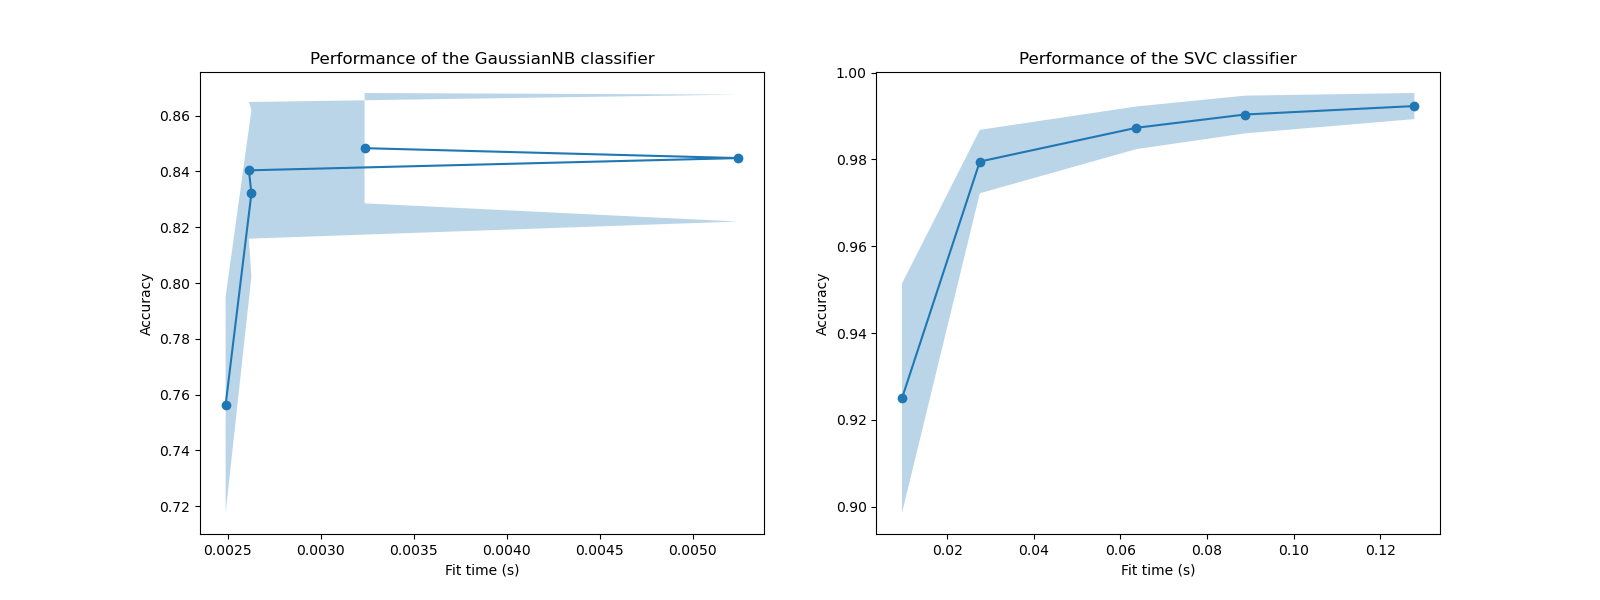 Performance of the GaussianNB classifier
Accuracy
0.86
0.84
0.82
0.80
0.78
0.76
0.74
0.72
0.0025 0.0030 0.0035 0.0040 0.0045 0.0050
Fit time (s)
Performance of the SVC classifier
Accuracy
1.00
0.98
0.96
0.94
0.92
0.90
0.02 0.04 0.06 0.08 0.10 0.12
Fit time (s)